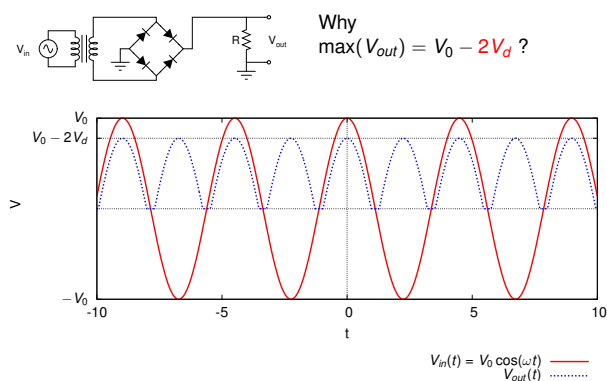 Why
max(V_out) = V_0 − 2V_d ?
V_in
R
V_out
V_0
V_0 − 2V_d
V
−V_0
-10
-5
0
5
10
t
V_in(t) = V_0 cos(ωt)
V_out(t)